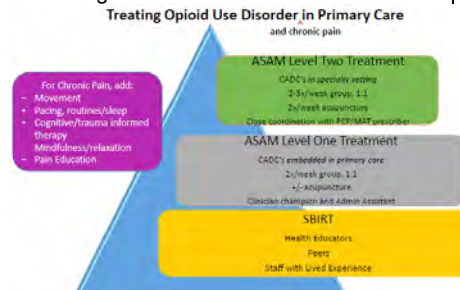 Treating Opioid Use Disorder in Primary Care
^
and chronic pain
ASAM Level Two Treatment
CADC's in specialty setting
2-3x/week group, 1:1
2x/week acupuncture
Close coordination with PCP/MAT prescriber
For Chronic Pain, add:
- Movement
- Pacing, routines/sleep
- Cognitive/trauma informed
therapy
Mindfulness/relaxation
- Pain Education
ASAM Level One Treatment
CADC's embedded in primary care
2x/week group, 1:1
+/- acupuncture
Clinician champion and Admin Assistant
SBIRT
Health Educators
Peers
Staff with Lived Experience